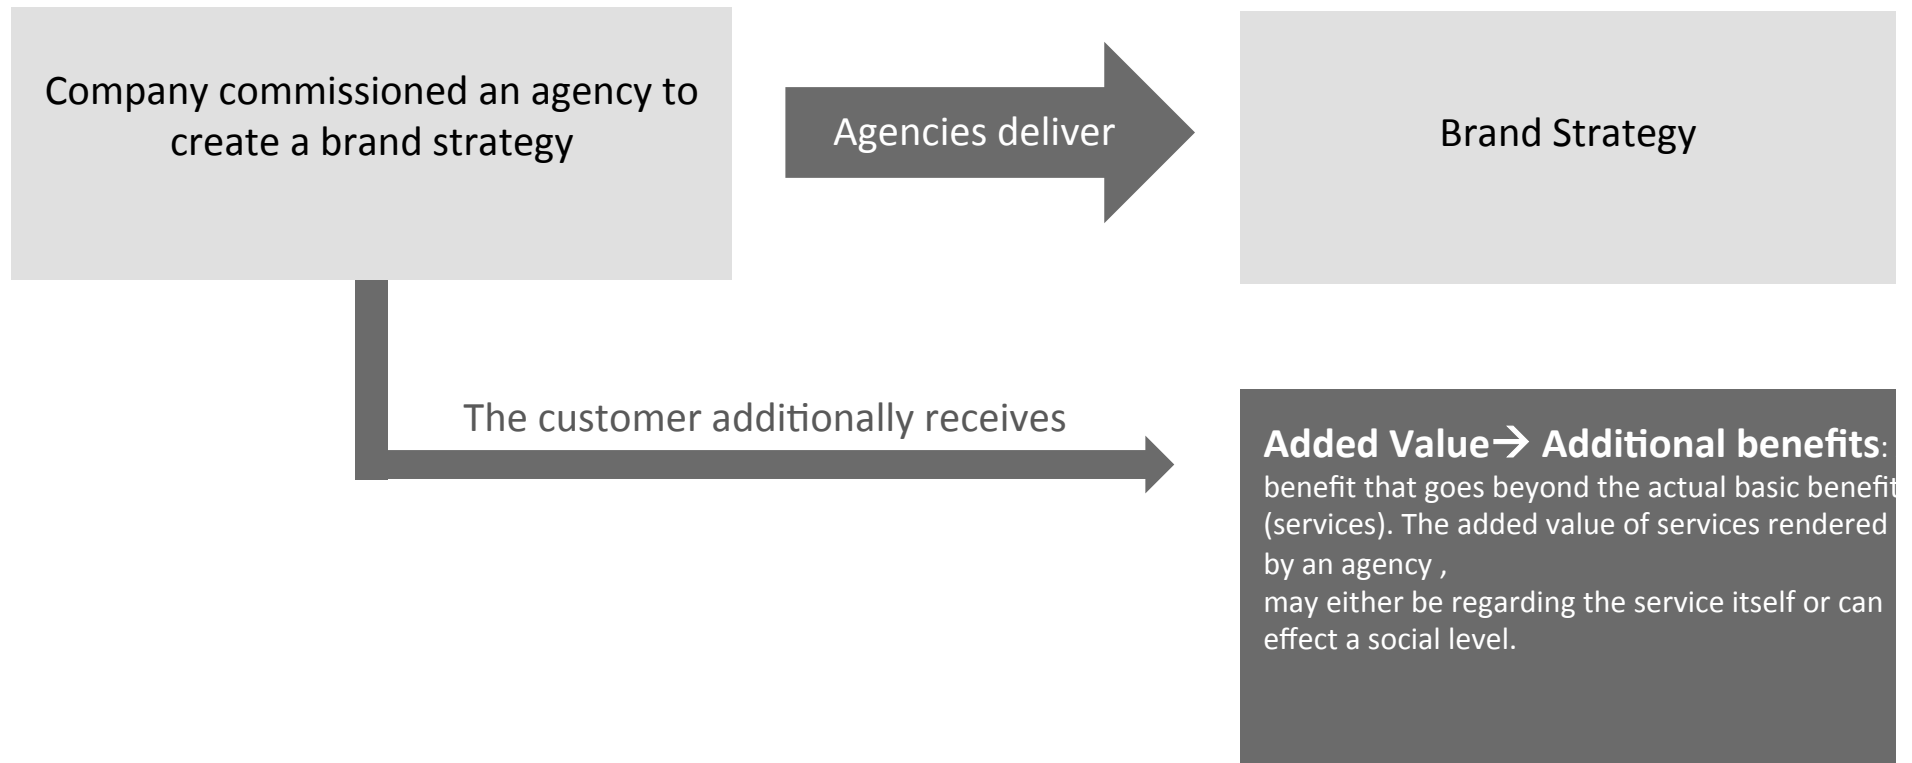 Company commissioned an agency to
create a brand strategy
Agencies deliver
Brand Strategy
The customer additionally receives
Added Value→ Additional benefits:
benefit that goes beyond the actual basic benefit
(services). The added value of services rendered
by an agency ,
may either be regarding the service itself or can
effect a social level.